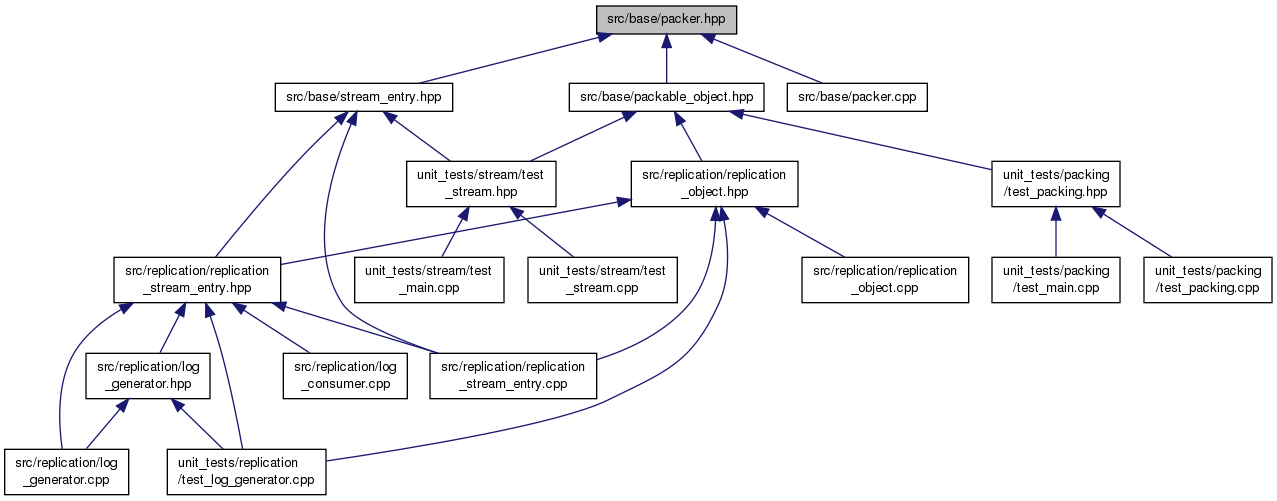 src/base/packer.hpp
src/base/stream_entry.hpp
src/base/packable_object.hpp
src/base/packer.cpp
unit_tests/stream/test
_stream.hpp
src/replication/replication
_object.hpp
unit_tests/packing
/test_packing.hpp
src/replication/replication
_stream_entry.hpp
unit_tests/stream/test
_main.cpp
unit_tests/stream/test
_stream.cpp
src/replication/replication
_object.cpp
unit_tests/packing
/test_main.cpp
unit_tests/packing
/test_packing.cpp
src/replication/log
_generator.hpp
src/replication/log
_consumer.cpp
src/replication/replication
_stream_entry.cpp
src/replication/log
_generator.cpp
unit_tests/replication
/test_log_generator.cpp